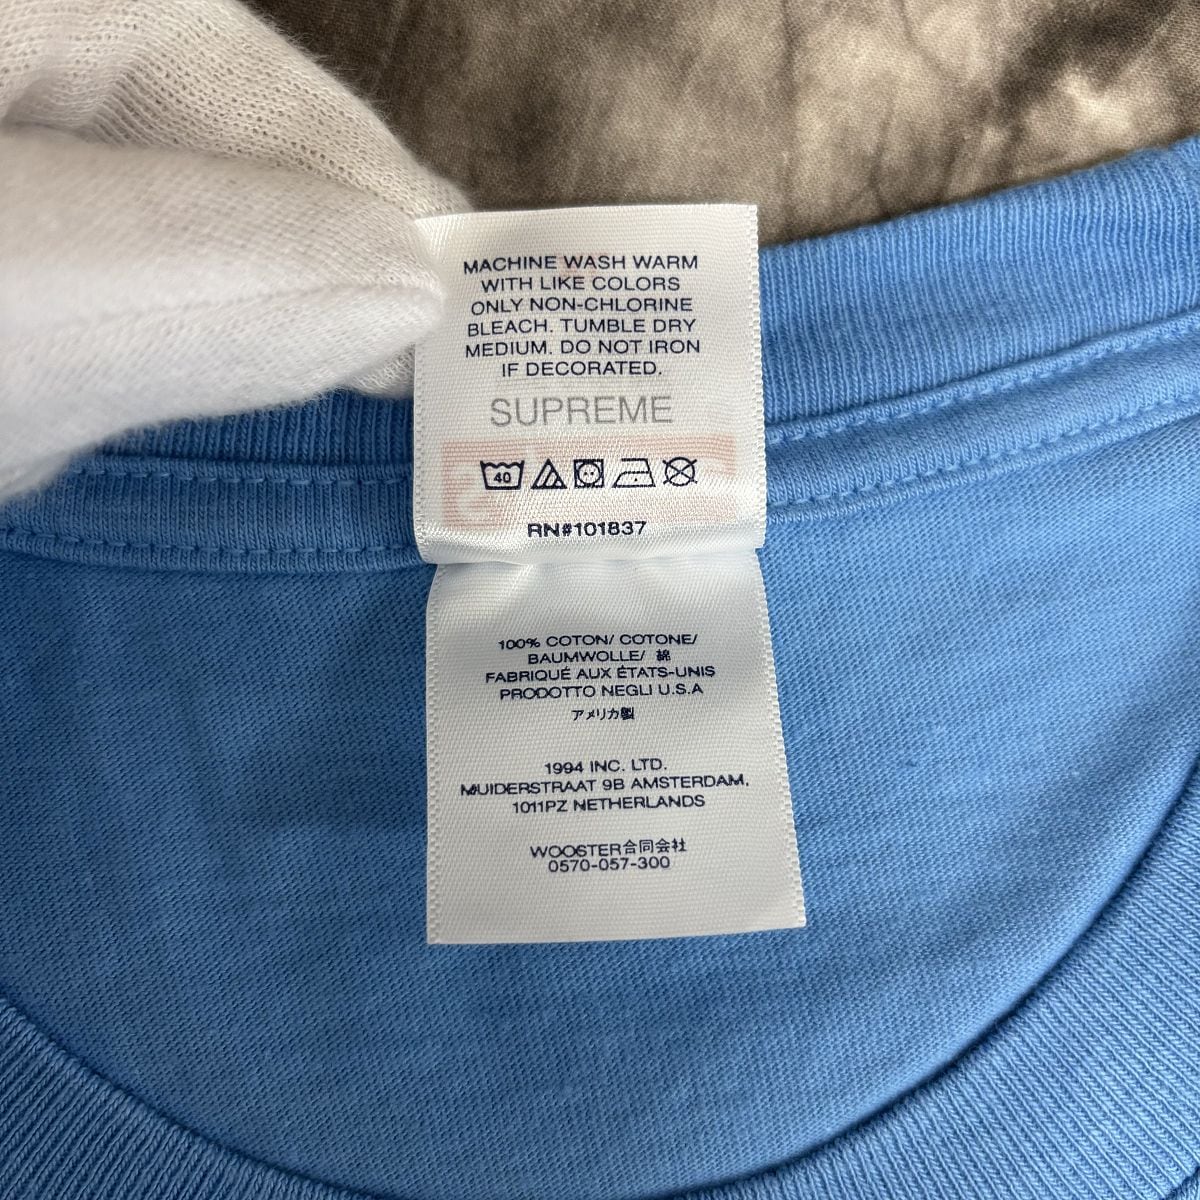 MACHINE WASH WARM
WITH LIKE COLORS
ONLY NON-CHLORINE
BLEACH. TUMBLE DRY
MEDIUM. DO NOT IRON
IF DECORATED.
SUPREME
40
RN#101837
100% COTON/ COTONE/
BAUMWOLLE/ 綿
FABRIQUÉ AUX ÉTATS-UNIS
PRODOTTO NEGLI U.S.A
アメリカ製
1994 INC. LTD.
MUIDERSTRAAT 9B AMSTERDAM,
1011PZ NETHERLANDS
WOOSTER合同会社
0570-057-300